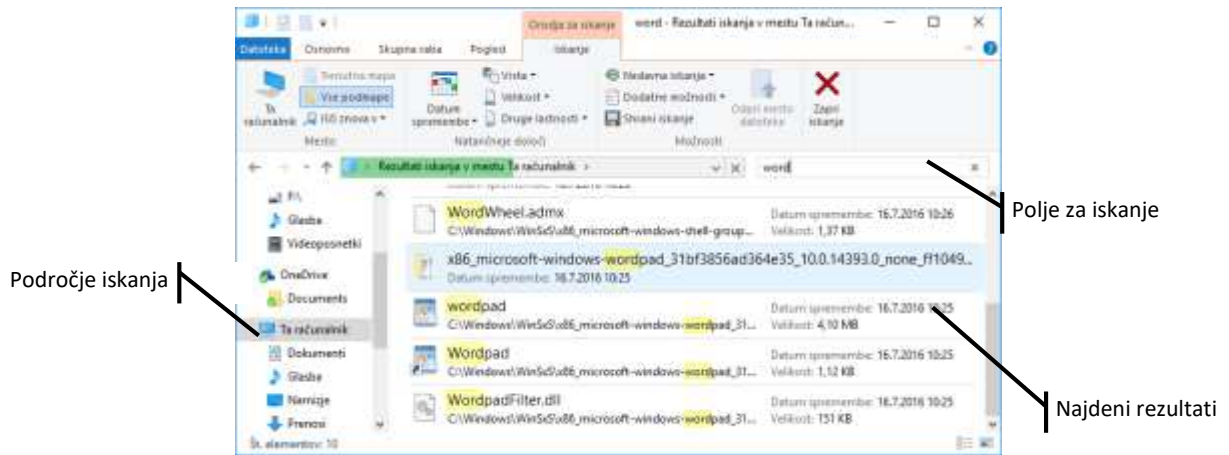 Orodja za iskanje
word - Rezultati iskanja v mestu Ta račun...
Datoteka Osnovno Skupna raba Pogled Iskanje
Trenutna mapa
Vse podmape
Ta računalnik
Išči znova v
Mesto
Datum spremembe
Vrsta
Velikost
Druge lastnosti
Natančneje določi
Nedavna iskanja
Dodatne možnosti
Shrani iskanje
Odpri mesto datoteke
Zapri iskanje
Možnosti
Rezultati iskanja v mestu Ta računalnik
word
Polje za iskanje
Področje iskanja
F:\
Glasba
Videoposnetki
OneDrive
Documents
Ta računalnik
Dokumenti
Glasba
Namizje
Prenosi
WordWheel.admx
Datum spremembe: 16.7.2016 10:26
C:\Windows\WinSxS\x86_microsoft-windows-shell-group...
Velikost: 1,37 KB
x86_microsoft-windows-wordpad_31bf3856ad364e35_10.0.14393.0_none_ff1049...
Datum spremembe: 16.7.2016 10:25
wordpad
Datum spremembe: 16.7.2016 10:25
C:\Windows\WinSxS\x86_microsoft-windows-wordpad_31...
Velikost: 4,10 MB
Wordpad
Datum spremembe: 16.7.2016 10:25
C:\Windows\WinSxS\x86_microsoft-windows-wordpad_31...
Velikost: 1,12 KB
WordpadFilter.dll
Datum spremembe: 16.7.2016 10:25
C:\Windows\WinSxS\x86_microsoft-windows-wordpad_31...
Velikost: 151 KB
Najdeni rezultati
Št. elementov: 10